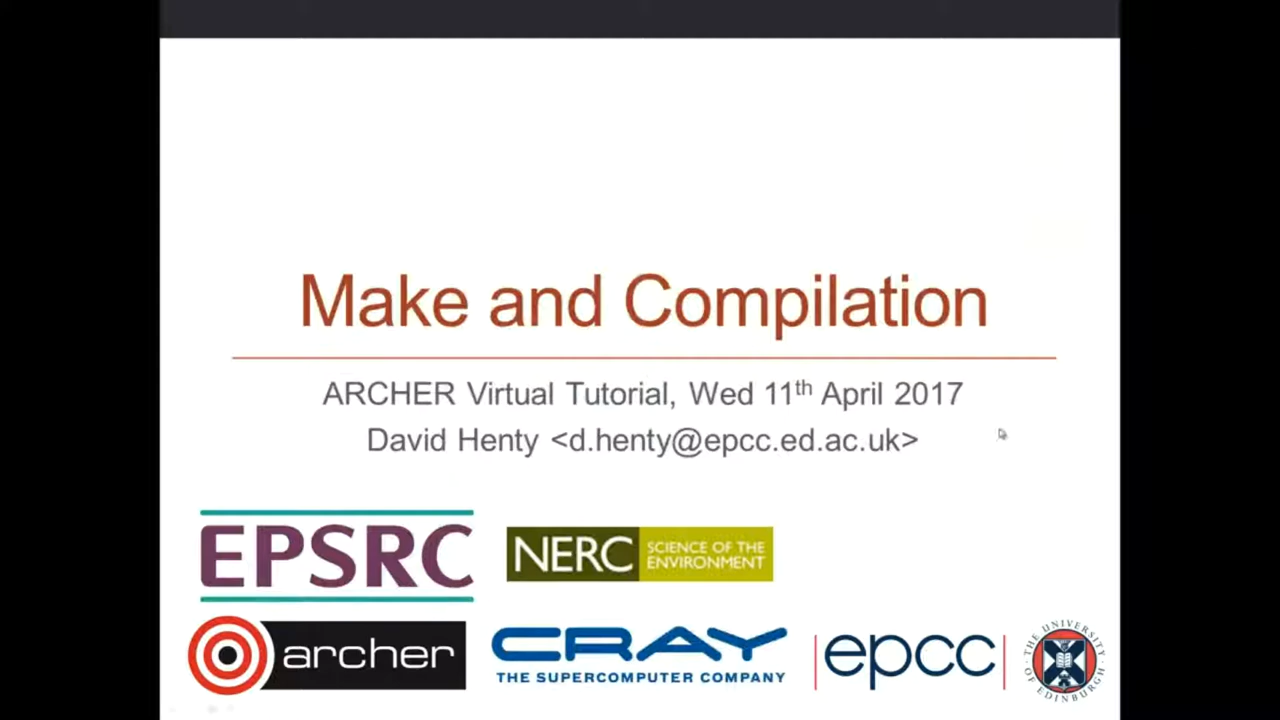 Make and Compilation
ARCHER Virtual Tutorial, Wed 11th April 2017
David Henty <d.henty@epcc.ed.ac.uk>
EPSRC
NERC
SCIENCE OF THE
ENVIRONMENT
archer
CRAY
THE SUPERCOMPUTER COMPANY
epcc
THE UNIVERSITY
OF EDINBURGH